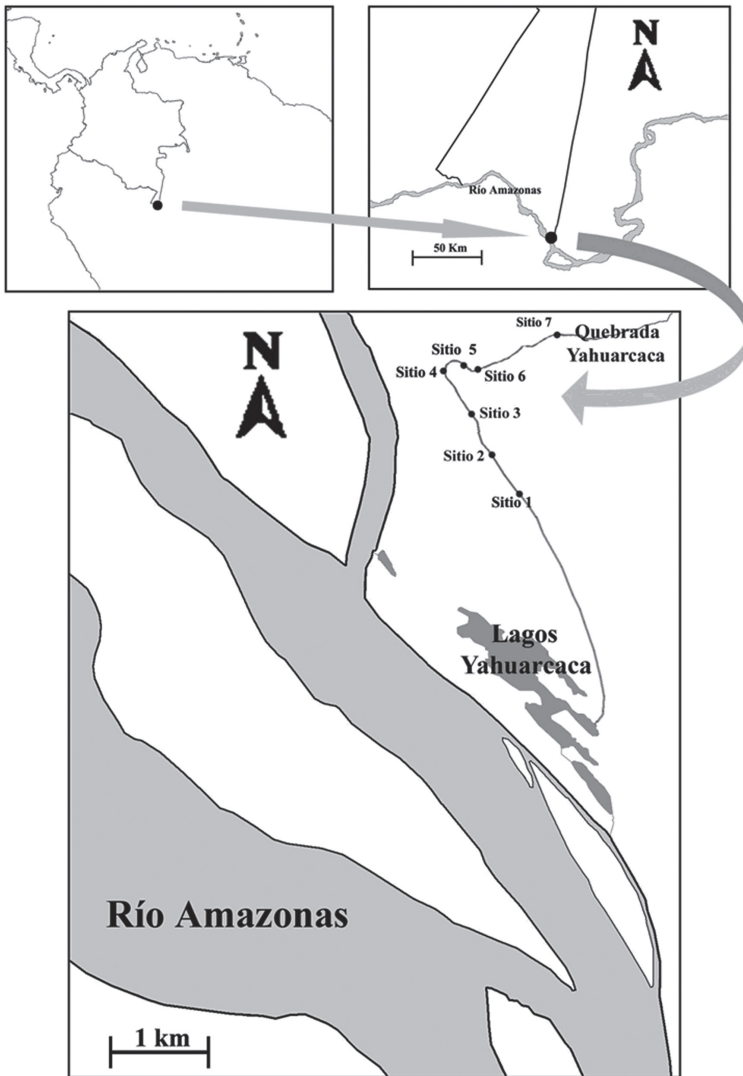 N
Río Amazonas
50 Km
N
Sitio 7
Quebrada
Yahuarcaca
Sitio 5
Sitio 4
Sitio 6
Sitio 3
Sitio 2
Sitio 1
Lagos
Yahuarcaca
Río Amazonas
1 km